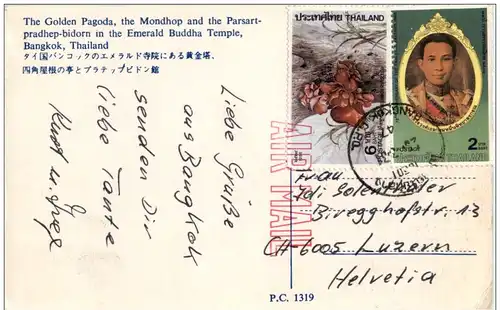 The Golden Pagoda, the Mondhop and the Parsart-
pradhep-bidorn in the Emerald Buddha Temple,
Bangkok, Thailand
タイ国バンコックのエメラルド寺院にある黄金塔、
四角屋根の亭とプラテップビドン館
Liebe Grüße
aus Bangkok
senden Dir
liebe Tante
Kurt u.
ประเทศไทย THAILAND
9
2
THAILAND
BANGKOK G.P.O.
AIR MAIL
Frau
Biregghofstr. 13
CH 6005 Luzern
Helvetia
P.C. 1319